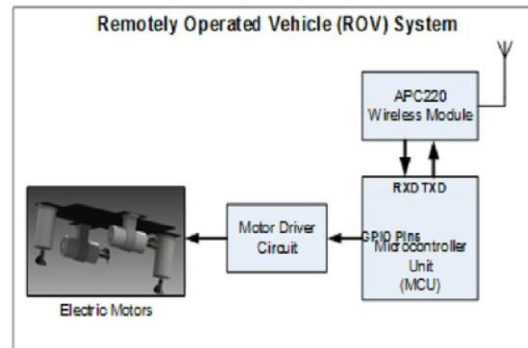 Remotely Operated Vehicle (ROV) System
APC220
Wireless Module
RXD TXD
GPIO Pins
Microcontroller
Unit
(MCU)
Motor Driver
Circuit
Electric Motors